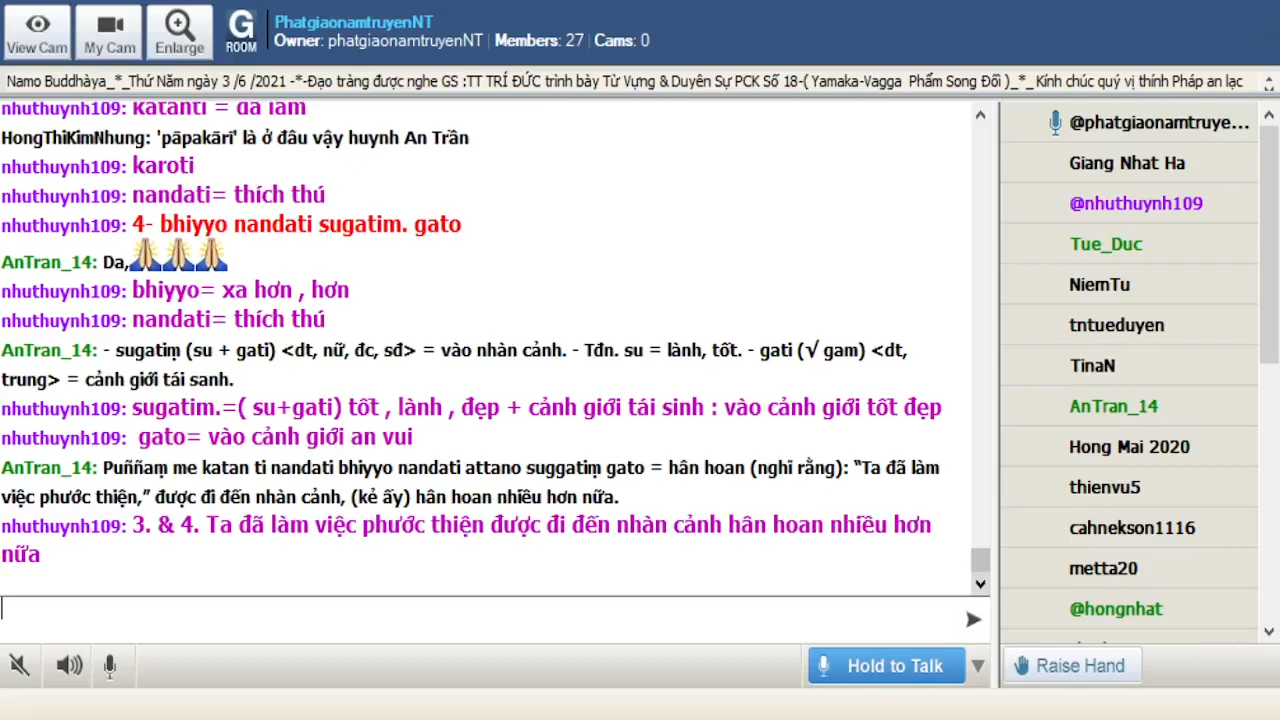 View Cam
My Cam
Enlarge
G
ROOM
PhatgiaonamtruyenNT
Owner: phatgiaonamtruyenNT | Members: 27 | Cams: 0
Namo Buddhàya_*_Thứ Năm ngày 3 /6 /2021 -*-Đạo tràng được nghe GS :TT TRÍ ĐỨC trình bày Từ Vựng & Duyên Sự PCK Số 18-( Yamaka-Vagga Phẩm Song Đối )_*_Kính chúc quý vị thính Pháp an lạc
nhuthuynh109: katanti = đã làm
HongThiKimNhung: 'pāpakārī' là ở đâu vậy huynh An Trần
nhuthuynh109: karoti
nhuthuynh109: nandati= thích thú
nhuthuynh109: 4- bhiyyo nandati sugatim. gato
AnTran_14: Da,
nhuthuynh109: bhiyyo= xa hơn , hơn
nhuthuynh109: nandati= thích thú
AnTran_14: - sugatiṃ (su + gati) <dt, nữ, đc, sđ> = vào nhàn cảnh. - Tđn. su = lành, tốt. - gati (√ gam) <dt,
trung> = cảnh giới tái sanh.
nhuthuynh109: sugatim.=( su+gati) tốt , lành , đẹp + cảnh giới tái sinh : vào cảnh giới tốt đẹp
nhuthuynh109: gato= vào cảnh giới an vui
AnTran_14: Puññaṃ me katan ti nandati bhiyyo nandati attano suggatiṃ gato = hân hoan (nghĩ rằng): “Ta đã làm
việc phước thiện,” được đi đến nhàn cảnh, (kẻ ấy) hân hoan nhiều hơn nữa.
nhuthuynh109: 3. & 4. Ta đã làm việc phước thiện được đi đến nhàn cảnh hân hoan nhiều hơn
nữa
@phatgiaonamtruye...
Giang Nhat Ha
@nhuthuynh109
Tue_Duc
NiemTu
tntueduyen
TinaN
AnTran_14
Hong Mai 2020
thienvu5
cahnekson1116
metta20
@hongnhat
Hold to Talk
Raise Hand